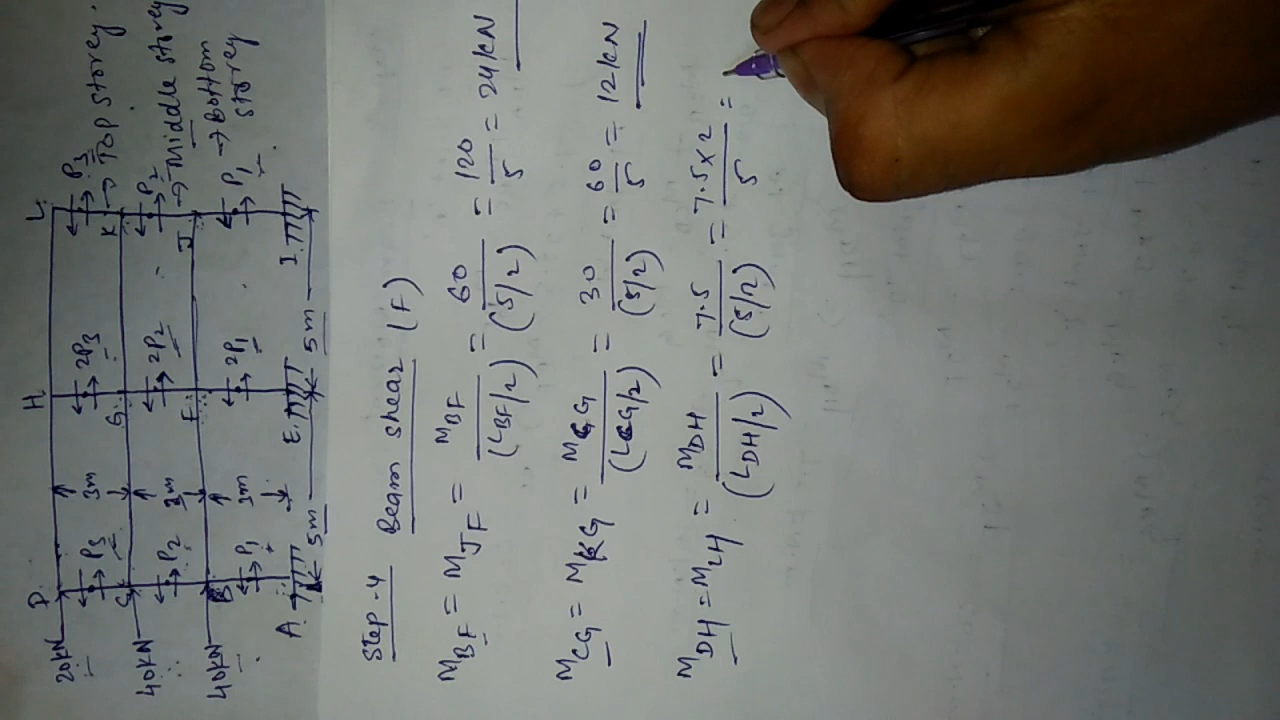 20kN D H L
3m P3 2P3 P3 → Top storey.
40kN C G K
P2 3m 2P2 P2 → Middle storey
40kN B F J
P1 3m 2P1 P1 → Bottom storey
A. E. I.
5m 5m
Step-4 Beam shear (F)
MBF = MJF = MBF/(LBF/2) = 60/(5/2) = 120/5 = 24kN
MCG = MKG = MCG/(LCG/2) = 30/(5/2) = 60/5 = 12kN
MDH = MLH = MDH/(LDH/2) = 7.5/(5/2) = 7.5×2/5 =